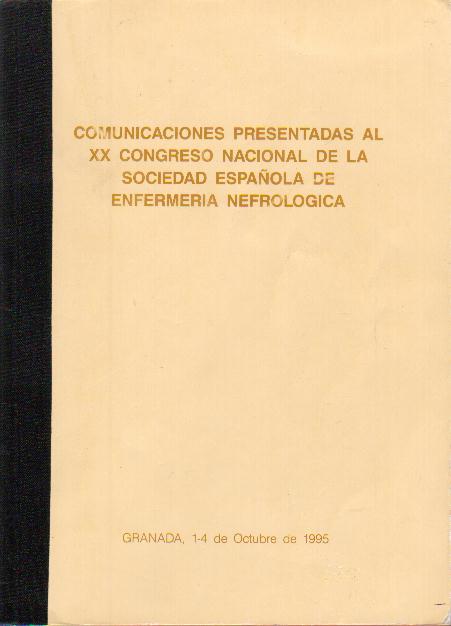 COMUNICACIONES PRESENTADAS AL
XX CONGRESO NACIONAL DE LA
SOCIEDAD ESPAÑOLA DE
ENFERMERIA NEFROLOGICA
GRANADA, 1-4 de Octubre de 1995